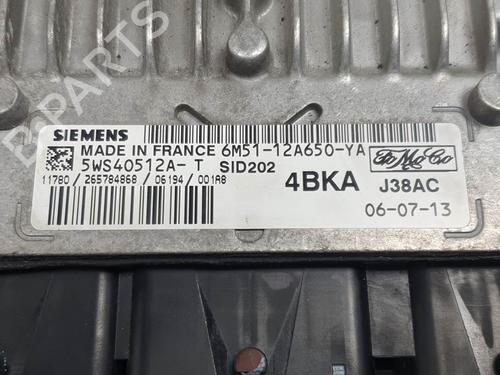 B-PARTS
SIEMENS
MADE IN FRANCE 6M51-12A650-YA
5WS40512A-T SID202
FoMoCo
11780 / 265784868 / 06194 / 001A8
4BKA J38AC
06-07-13